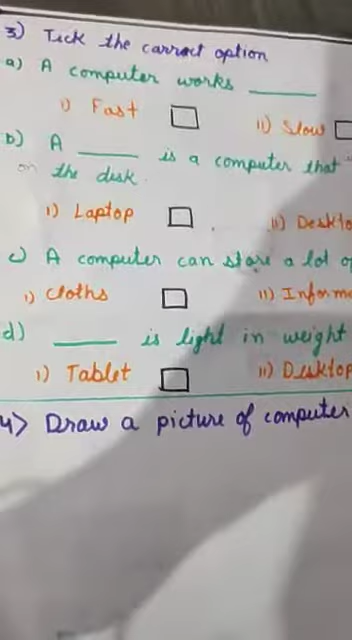 3) Tick the carract option
a) A computer works ______
i) Fast ii) Slow
b) A ______ is a computer that
on the disk.
i) Laptop ii) Deskto
c) A computer can store a lot of
i) Cloths ii) Inform
d) ______ is light in weight
i) Tablet ii) Desktop
4) Draw a picture of computer